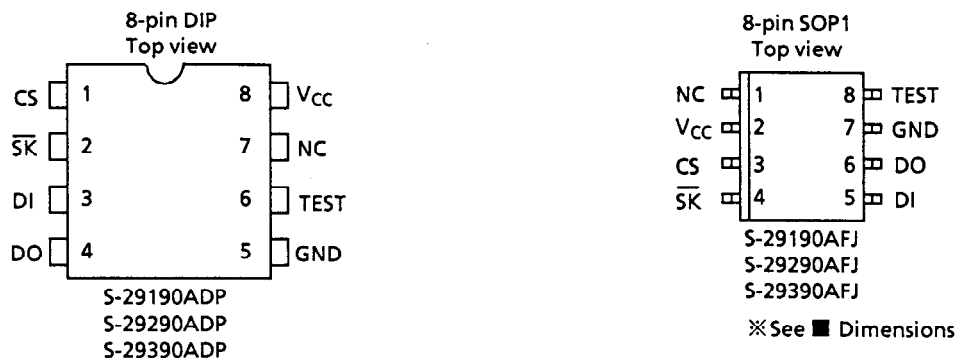 8-pin DIP
Top view
CS 1 8 VCC
S̅K̅ 2 7 NC
DI 3 6 TEST
DO 4 5 GND
S-29190ADP
S-29290ADP
S-29390ADP
8-pin SOP1
Top view
NC 1 8 TEST
VCC 2 7 GND
CS 3 6 DO
S̅K̅ 4 5 DI
S-29190AFJ
S-29290AFJ
S-29390AFJ
※See ■ Dimensions